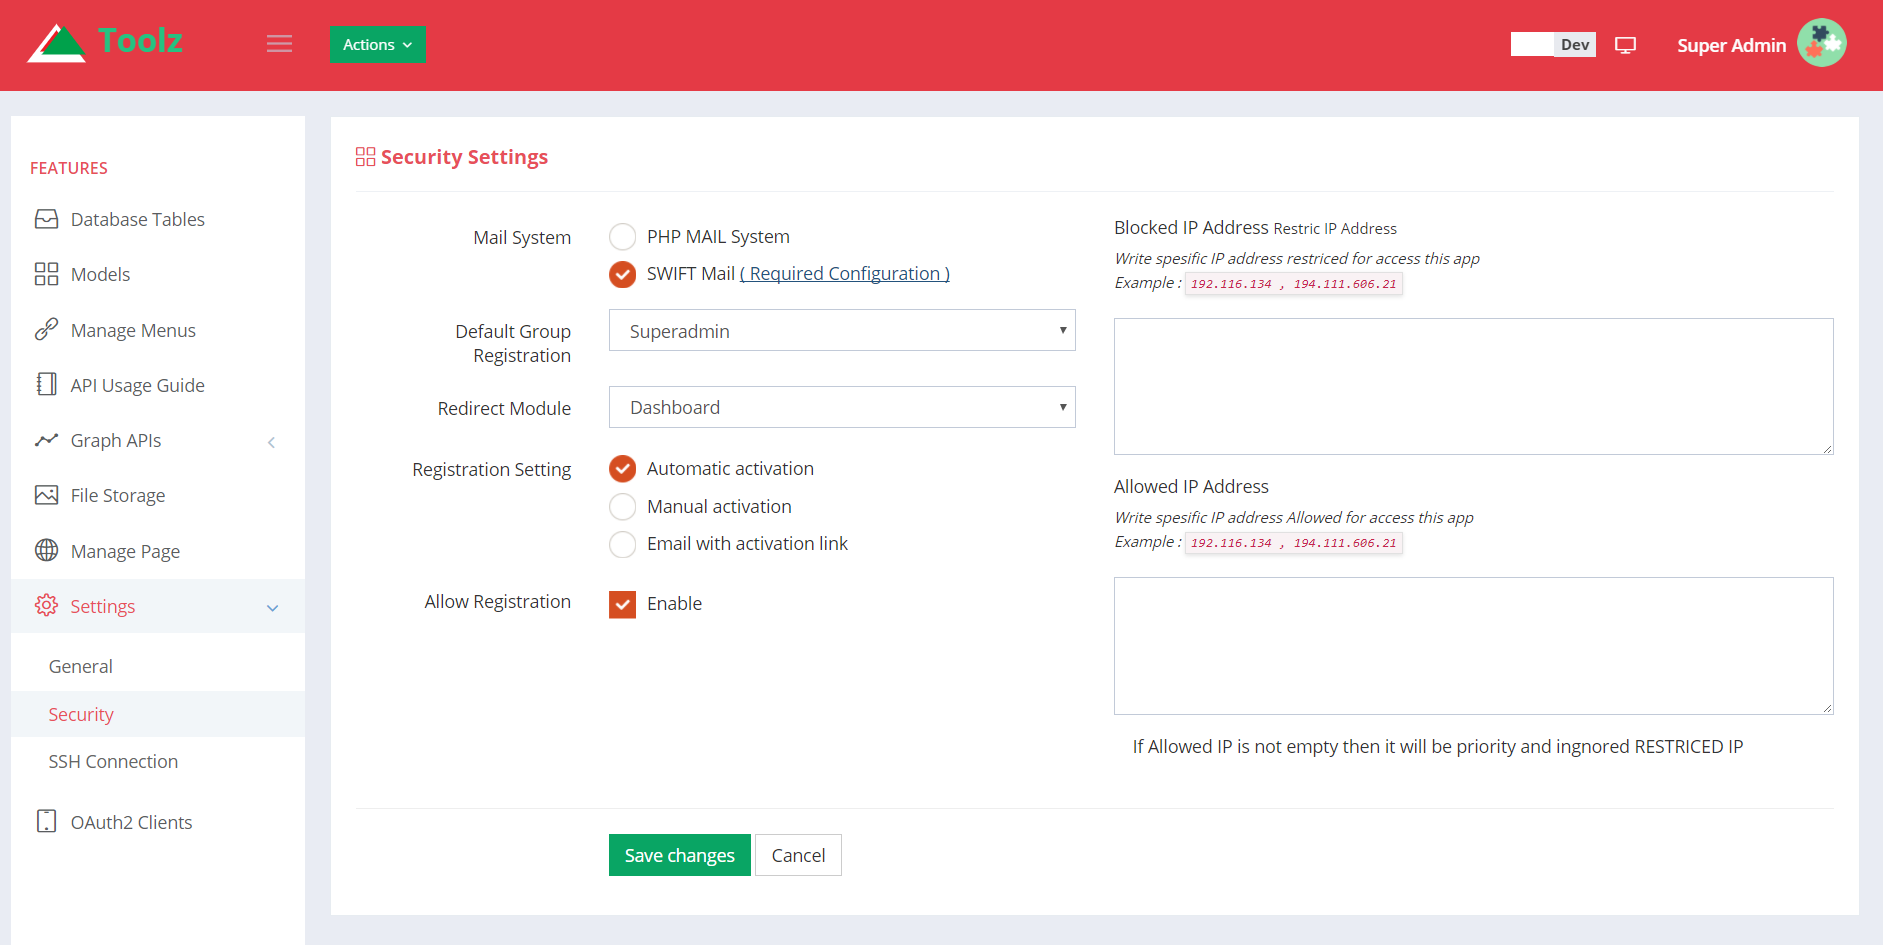 Toolz
Actions
Dev
Super Admin
FEATURES
Database Tables
Models
Manage Menus
API Usage Guide
Graph APIs
File Storage
Manage Page
Settings
General
Security
SSH Connection
OAuth2 Clients
Security Settings
Mail System
PHP MAIL System
SWIFT Mail ( Required Configuration )
Default Group
Registration
Superadmin
Redirect Module
Dashboard
Registration Setting
Automatic activation
Manual activation
Email with activation link
Allow Registration
Enable
Blocked IP Address Restric IP Address
Write spesific IP address restriced for access this app
Example : 192.116.134 , 194.111.606.21
Allowed IP Address
Write spesific IP address Allowed for access this app
Example : 192.116.134 , 194.111.606.21
If Allowed IP is not empty then it will be priority and ingnored RESTRICED IP
Save changes
Cancel